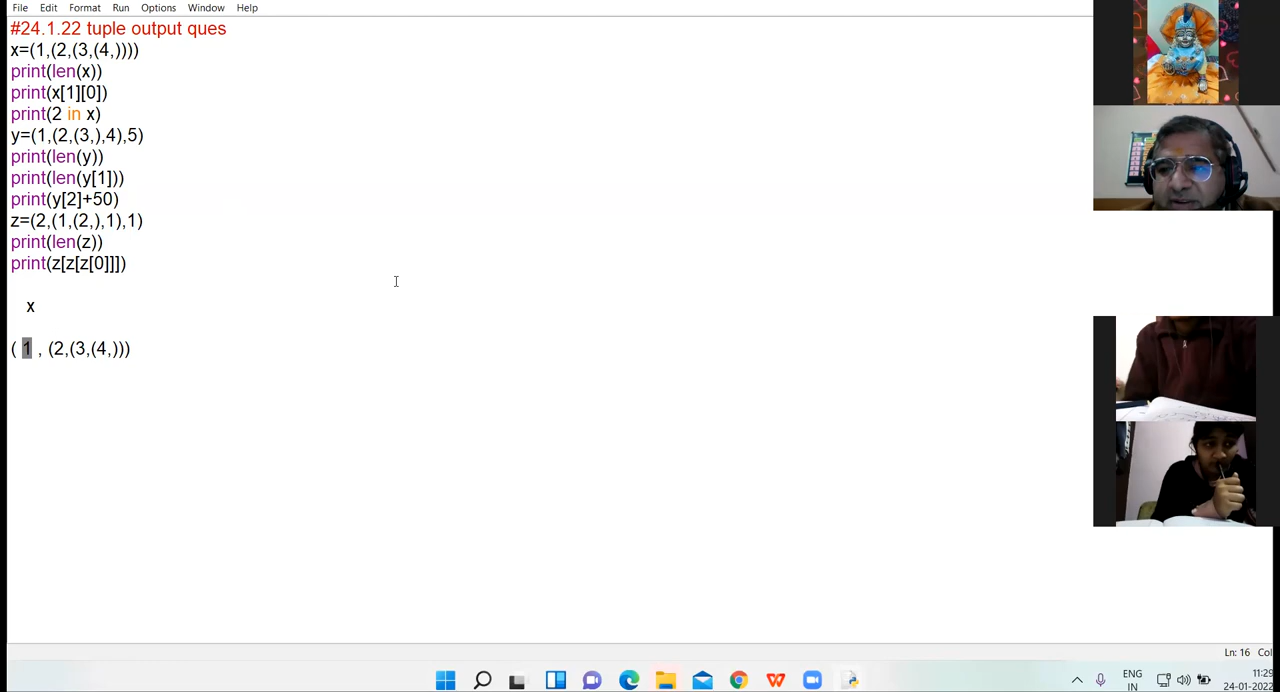 File Edit Format Run Options Window Help
#24.1.22 tuple output ques
x=(1,(2,(3,(4,))))
print(len(x))
print(x[1][0])
print(2 in x)
y=(1,(2,(3,),4),5)
print(len(y))
print(len(y[1]))
print(y[2]+50)
z=(2,(1,(2,),1),1)
print(len(z))
print(z[z[z[0]]])
x
( 1 , (2,(3,(4,)))
Ln: 16 Col
ENG
IN
11:29
24-01-2022